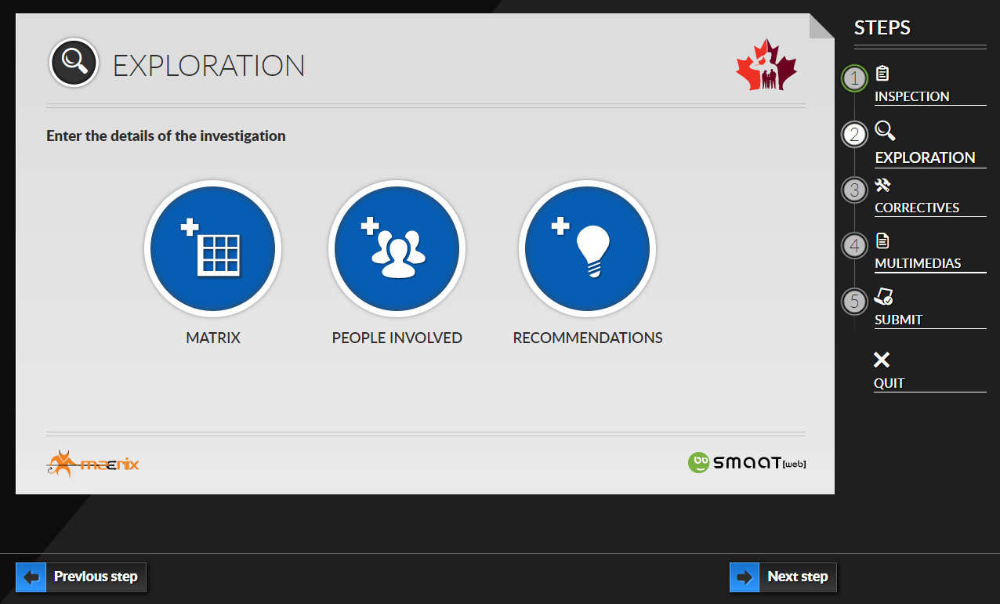 EXPLORATION
Enter the details of the investigation
MATRIX
PEOPLE INVOLVED
RECOMMENDATIONS
maerix
smaat[web]
STEPS
1
INSPECTION
2
EXPLORATION
3
CORRECTIVES
4
MULTIMEDIAS
5
SUBMIT
QUIT
Previous step
Next step